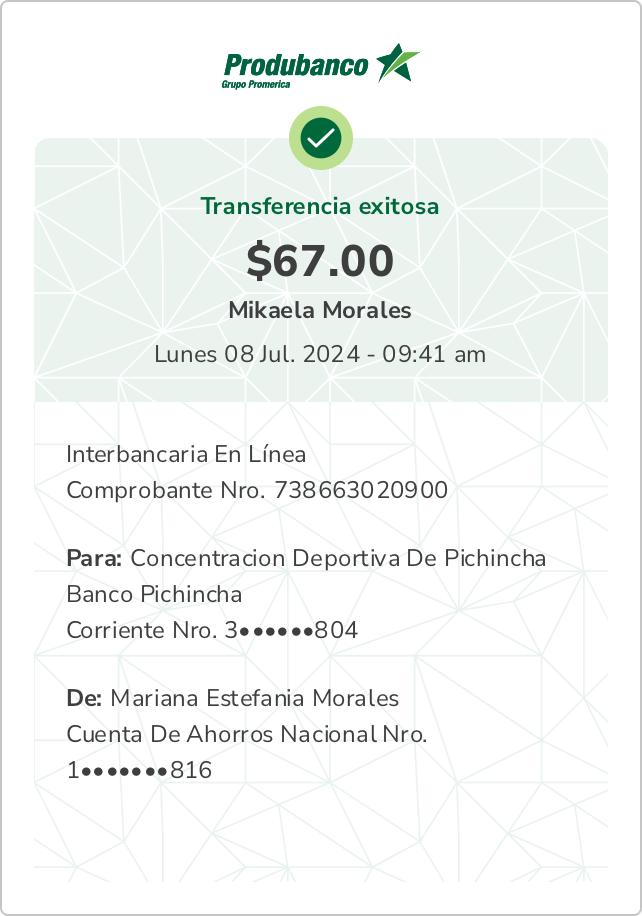 Produbanco
Grupo Promerica
Transferencia exitosa
$67.00
Mikaela Morales
Lunes 08 Jul. 2024 - 09:41 am
Interbancaria En Línea
Comprobante Nro. 738663020900
Para: Concentracion Deportiva De Pichincha
Banco Pichincha
Corriente Nro. 3••••••804
De: Mariana Estefania Morales
Cuenta De Ahorros Nacional Nro.
1•••••••816